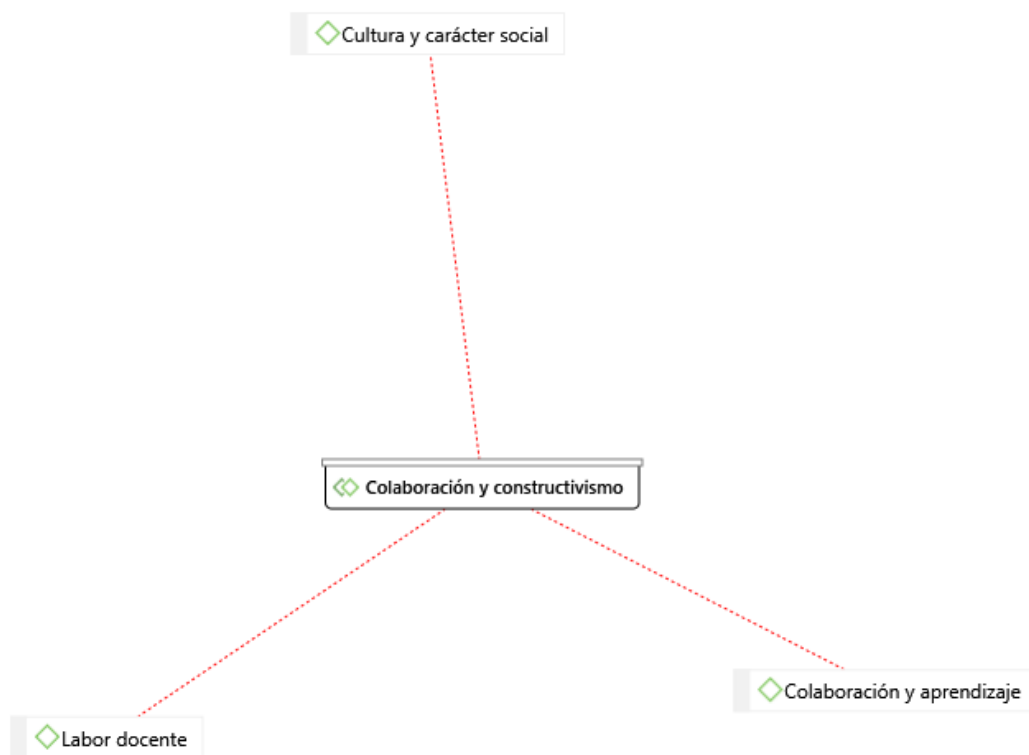 Cultura y carácter social
Colaboración y constructivismo
Colaboración y aprendizaje
Labor docente